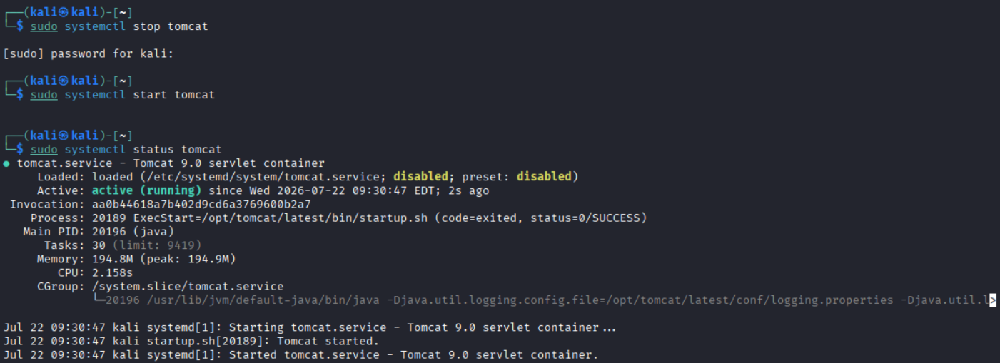 ┌──(kali㉿kali)-[~]
└─$ sudo systemctl stop tomcat
[sudo] password for kali:
┌──(kali㉿kali)-[~]
└─$ sudo systemctl start tomcat
┌──(kali㉿kali)-[~]
└─$ sudo systemctl status tomcat
● tomcat.service - Tomcat 9.0 servlet container
Loaded: loaded (/etc/systemd/system/tomcat.service; disabled; preset: disabled)
Active: active (running) since Wed 2026-07-22 09:30:47 EDT; 2s ago
Invocation: aa0b44618a7b402d9cd6a3769600b2a7
Process: 20189 ExecStart=/opt/tomcat/latest/bin/startup.sh (code=exited, status=0/SUCCESS)
Main PID: 20196 (java)
Tasks: 30 (limit: 9419)
Memory: 194.8M (peak: 194.9M)
CPU: 2.158s
CGroup: /system.slice/tomcat.service
└─20196 /usr/lib/jvm/default-java/bin/java -Djava.util.logging.config.file=/opt/tomcat/latest/conf/logging.properties -Djava.util.l>
Jul 22 09:30:47 kali systemd[1]: Starting tomcat.service - Tomcat 9.0 servlet container...
Jul 22 09:30:47 kali startup.sh[20189]: Tomcat started.
Jul 22 09:30:47 kali systemd[1]: Started tomcat.service - Tomcat 9.0 servlet container.